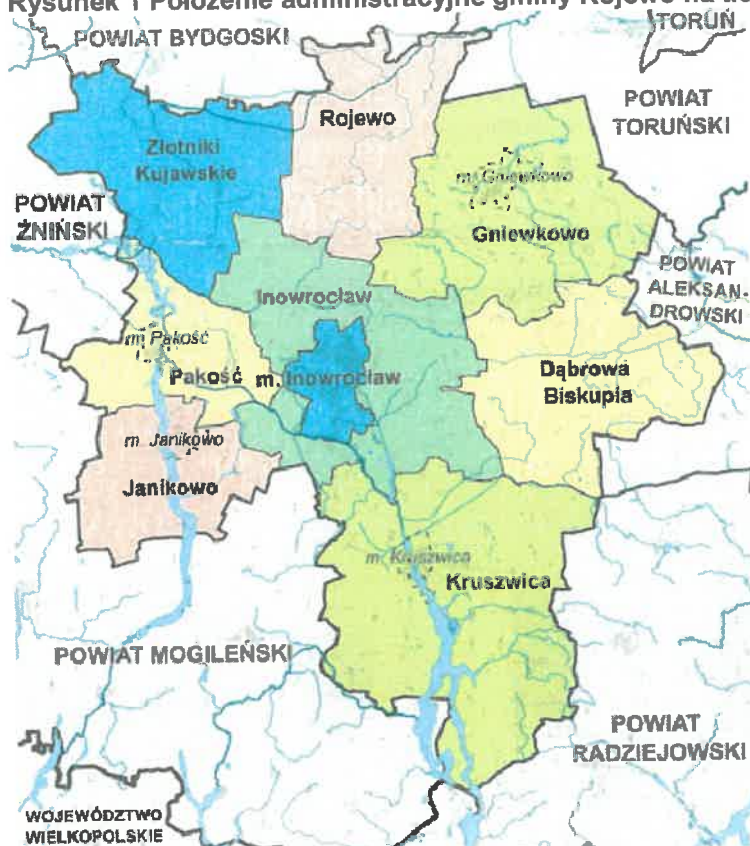 Rysunek 1 Położenie administracyjne gminy Rojewo na
TORUŃ
POWIAT BYDGOSKI
POWIAT
TORUŃSKI
Rojewo
Złotniki
Kujawskie
m. Gniewkowo
POWIAT
ŻNIŃSKI
Gniewkowo
POWIAT
ALEKSAN-
DROWSKI
Inowrocław
m. Pakość
Pakość
m. Inowrocław
Dąbrowa
Biskupia
m. Janikowo
Janikowo
m. Kruszwica
Kruszwica
POWIAT MOGILEŃSKI
POWIAT
RADZIEJOWSKI
WOJEWÓDZTWO
WIELKOPOLSKIE